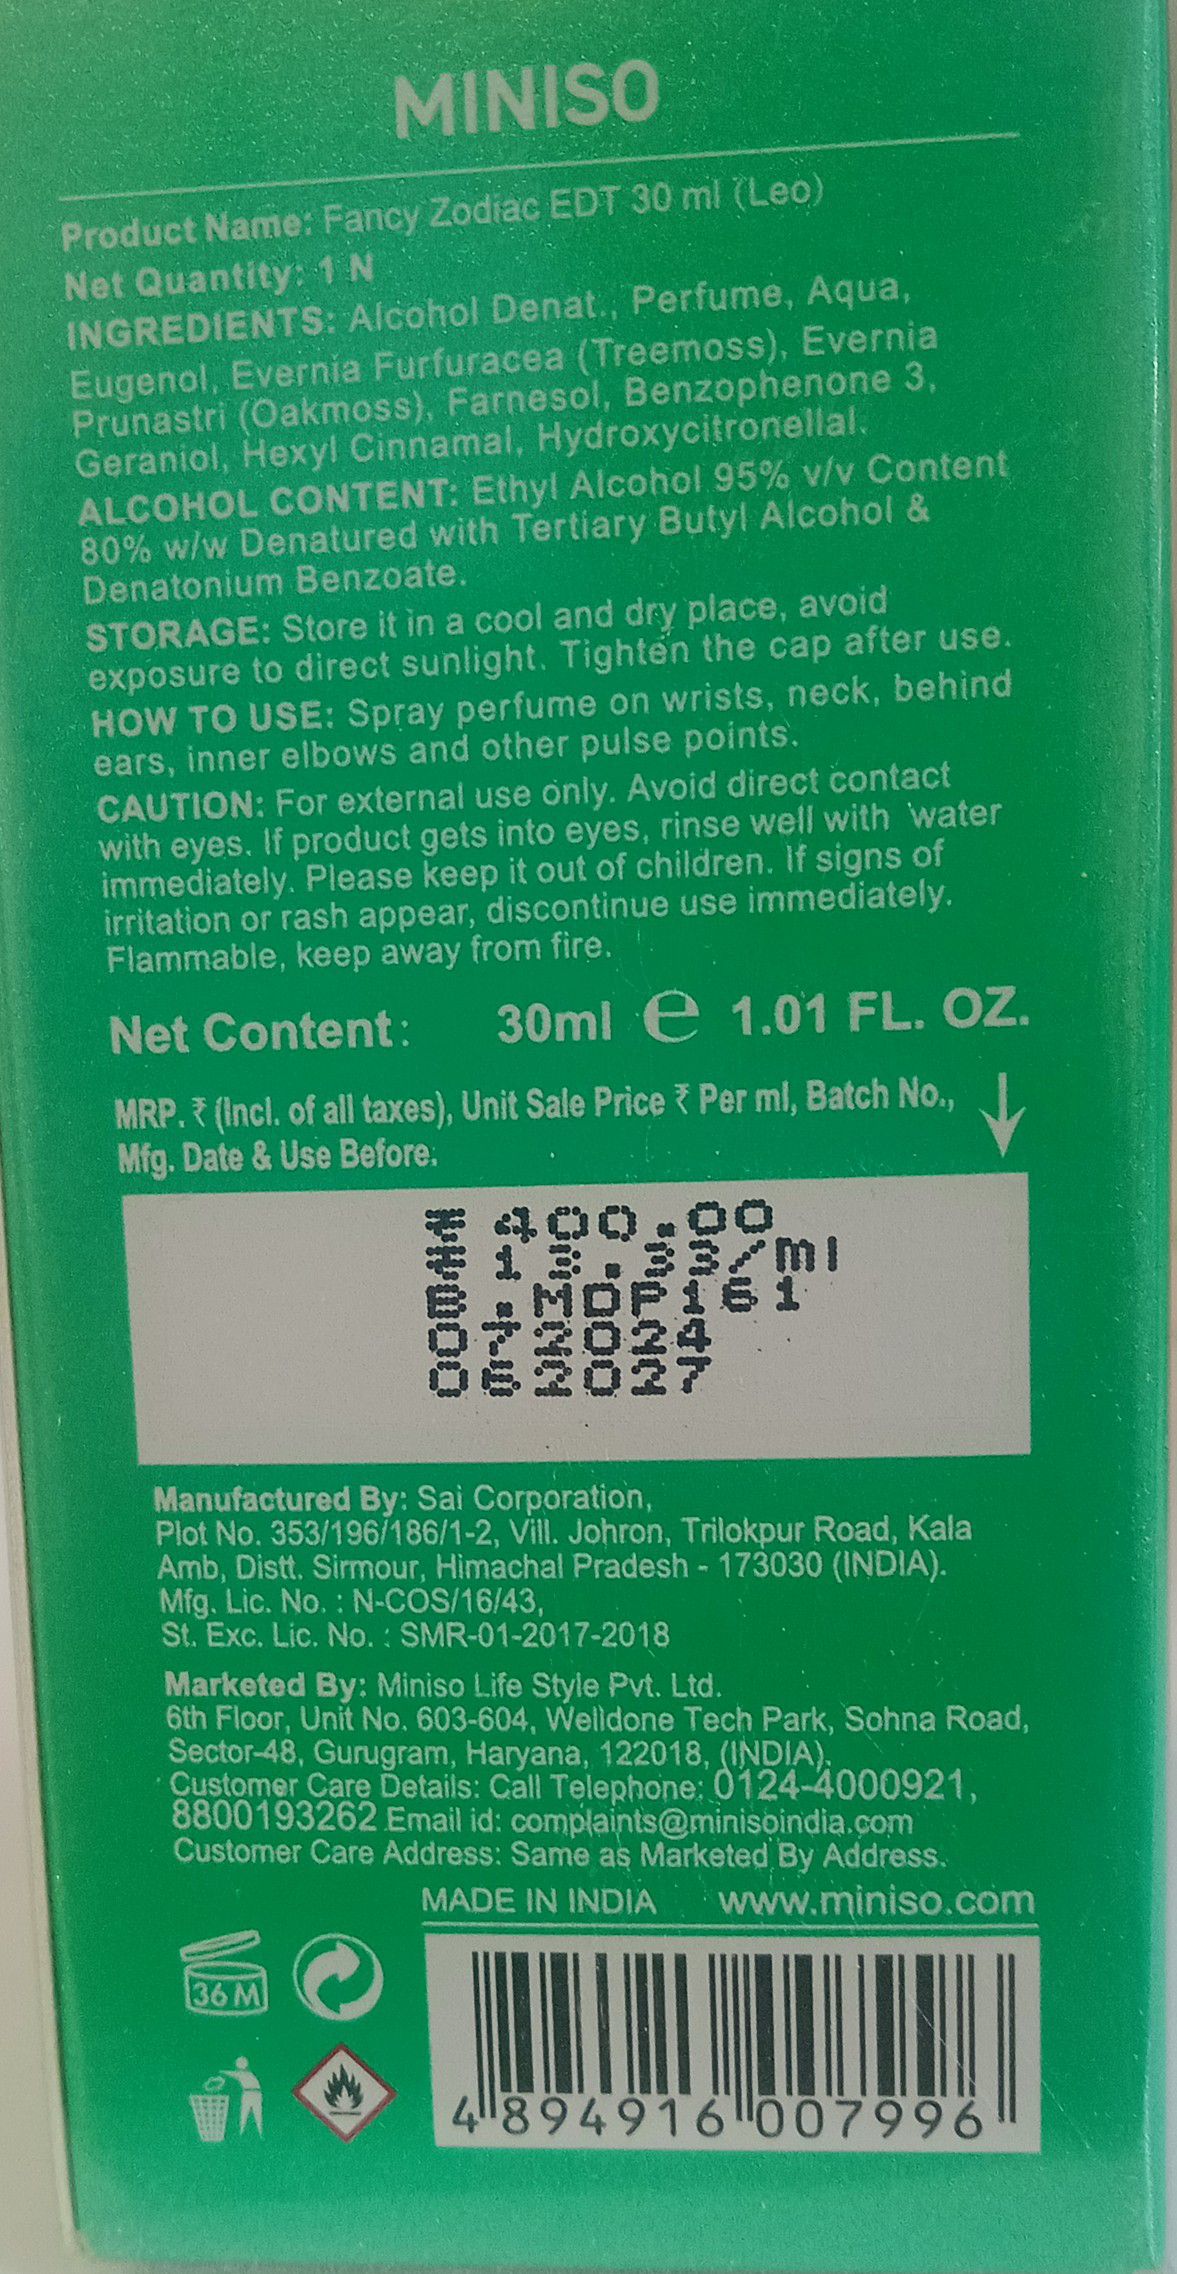 MINISO
Product Name: Fancy Zodiac EDT 30 ml (Leo)
Net Quantity: 1 N
INGREDIENTS: Alcohol Denat., Perfume, Aqua,
Eugenol, Evernia Furfuracea (Treemoss), Evernia
Prunastri (Oakmoss), Farnesol, Benzophenone 3,
Geraniol, Hexyl Cinnamal, Hydroxycitronellal.
ALCOHOL CONTENT: Ethyl Alcohol 95% v/v Content
80% w/w Denatured with Tertiary Butyl Alcohol &
Denatonium Benzoate.
STORAGE: Store it in a cool and dry place, avoid
exposure to direct sunlight. Tighten the cap after use.
HOW TO USE: Spray perfume on wrists, neck, behind
ears, inner elbows and other pulse points.
CAUTION: For external use only. Avoid direct contact
with eyes. If product gets into eyes, rinse well with water
immediately. Please keep it out of children. If signs of
irritation or rash appear, discontinue use immediately.
Flammable, keep away from fire.
Net Content: 30ml ℮ 1.01 FL. OZ.
MRP. ₹ (Incl. of all taxes), Unit Sale Price ₹ Per ml, Batch No.,
Mfg. Date & Use Before:
₹ 400.00
₹ 13.33/ml
B.MDP161
072024
062027
Manufactured By: Sai Corporation,
Plot No. 353/196/186/1-2, Vill. Johron, Trilokpur Road, Kala
Amb, Distt. Sirmour, Himachal Pradesh - 173030 (INDIA).
Mfg. Lic. No. : N-COS/16/43,
St. Exc. Lic. No. : SMR-01-2017-2018
Marketed By: Miniso Life Style Pvt. Ltd.
6th Floor, Unit No. 603-604, Welldone Tech Park, Sohna Road,
Sector-48, Gurugram, Haryana, 122018, (INDIA).
Customer Care Details: Call Telephone: 0124-4000921,
8800193262 Email id: complaints@minisoindia.com
Customer Care Address: Same as Marketed By Address.
MADE IN INDIA www.miniso.com
36 M
4 894916 007996